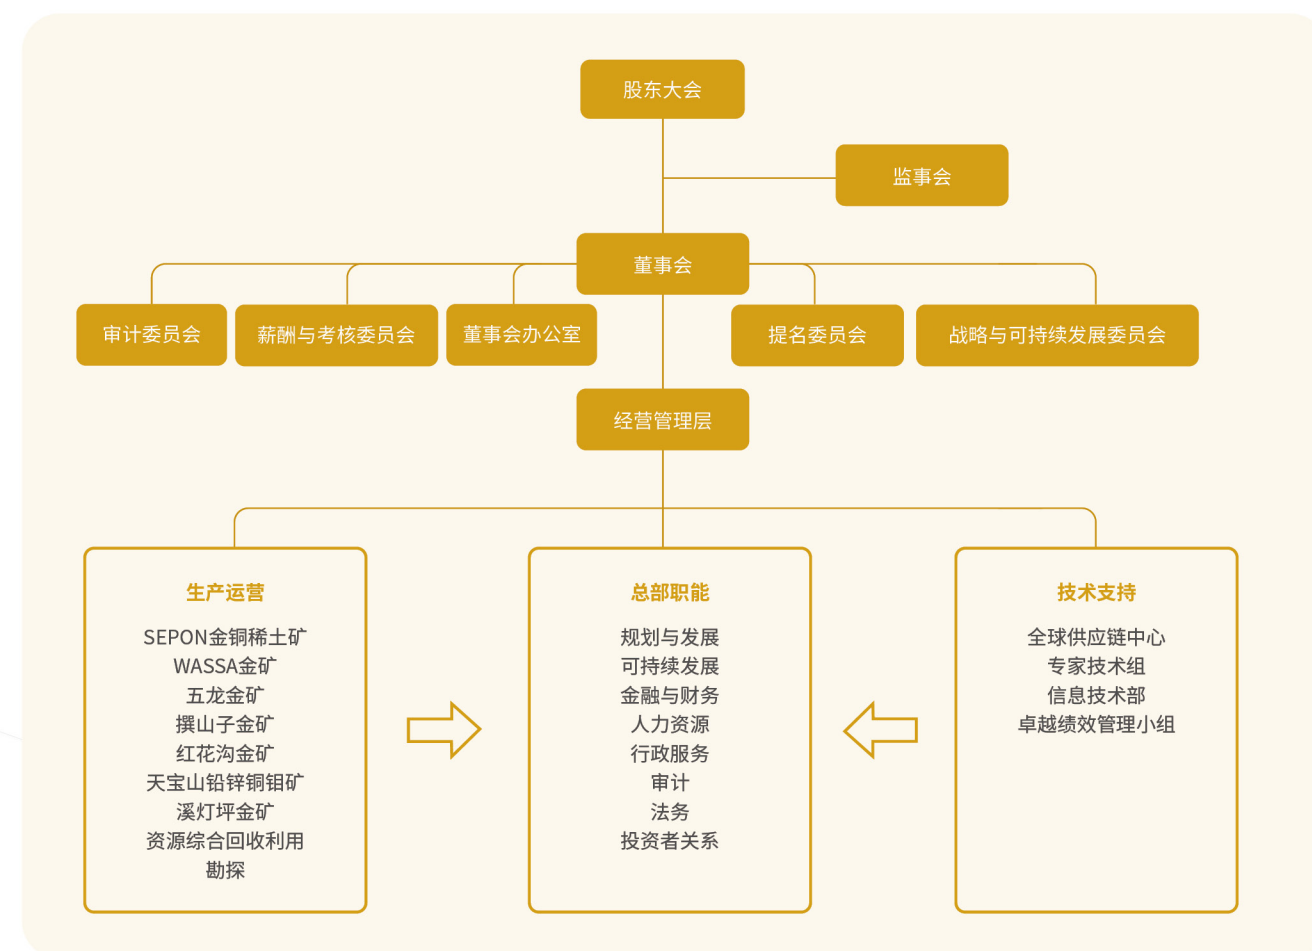 股东大会
监事会
董事会
审计委员会
薪酬与考核委员会
董事会办公室
提名委员会
战略与可持续发展委员会
经营管理层
生产运营
SEPON金铜稀土矿
WASSA金矿
五龙金矿
撰山子金矿
红花沟金矿
天宝山铅锌铜钼矿
溪灯坪金矿
资源综合回收利用
勘探
总部职能
规划与发展
可持续发展
金融与财务
人力资源
行政服务
审计
法务
投资者关系
技术支持
全球供应链中心
专家技术组
信息技术部
卓越绩效管理小组